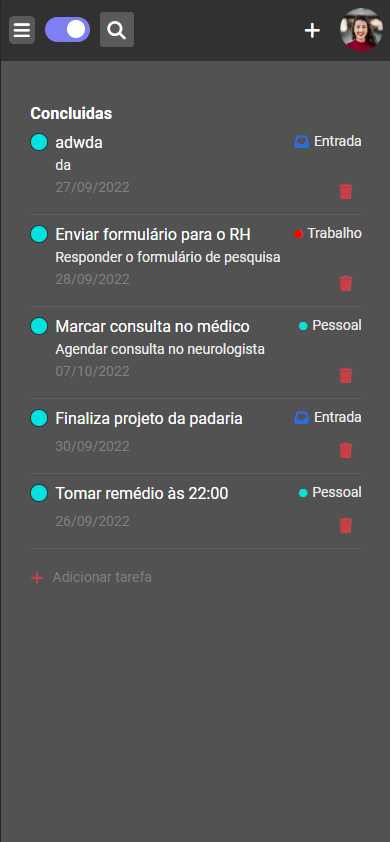 Concluidas
adwda Entrada
da
27/09/2022
Enviar formulário para o RH Trabalho
Responder o formulário de pesquisa
28/09/2022
Marcar consulta no médico Pessoal
Agendar consulta no neurologista
07/10/2022
Finaliza projeto da padaria Entrada
30/09/2022
Tomar remédio às 22:00 Pessoal
26/09/2022
Adicionar tarefa